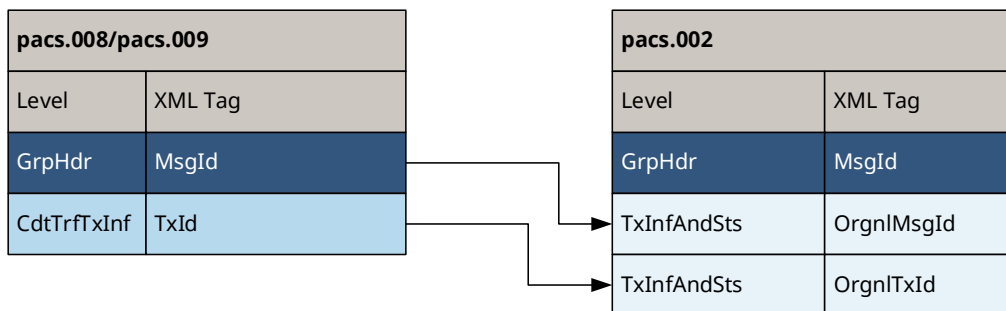 pacs.008/pacs.009
Level XML Tag
GrpHdr MsgId
CdtTrfTxInf TxId
pacs.002
Level XML Tag
GrpHdr MsgId
TxInfAndSts OrgnlMsgId
TxInfAndSts OrgnlTxId